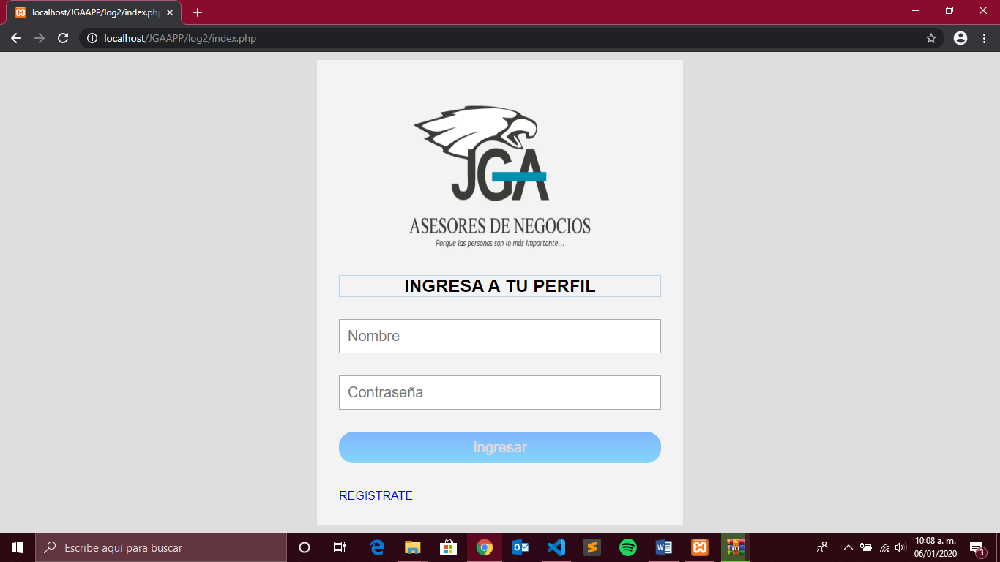 localhost/JGAAPP/log2/index.php
localhost/JGAAPP/log2/index.php
JGA
ASESORES DE NEGOCIOS
Porque las personas son lo más importante...
INGRESA A TU PERFIL
Nombre
Contraseña
Ingresar
REGISTRATE
Escribe aquí para buscar
10:08 a. m.
06/01/2020
3